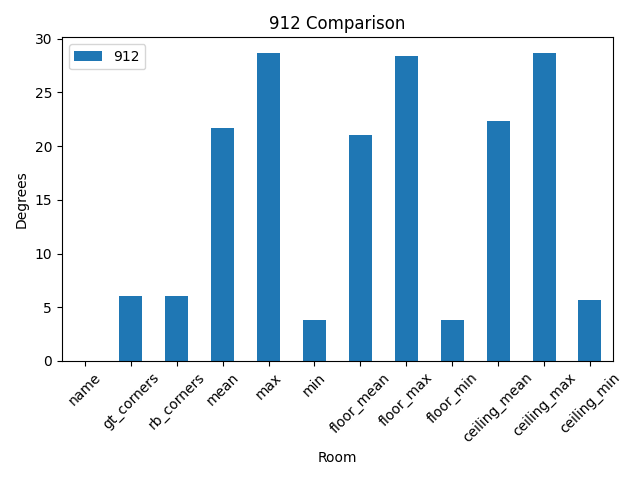 912 Comparison
912
Degrees
30
25
20
15
10
5
0
name
gt_corners
rb_corners
mean
max
min
floor_mean
floor_max
floor_min
ceiling_mean
ceiling_max
ceiling_min
Room